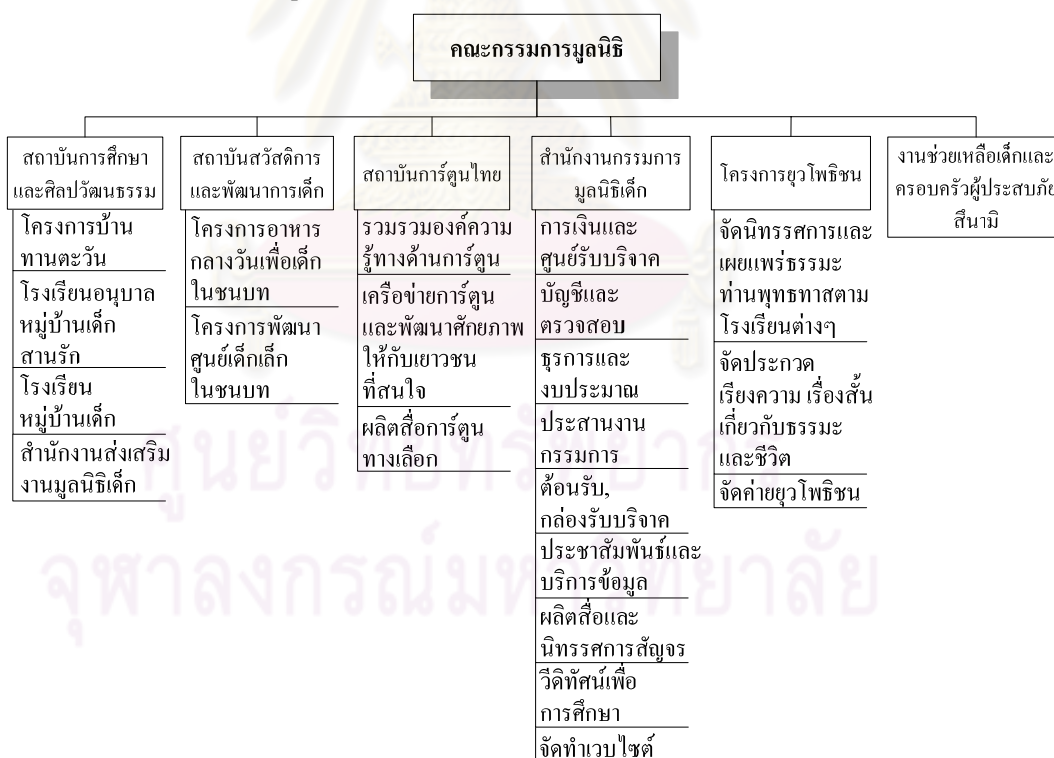 คณะกรรมการมูลนิธิ
สถาบันการศึกษา
และศิลปวัฒนธรรม
โครงการบ้าน
ทานตะวัน
โรงเรียนอนุบาล
หมู่บ้านเด็ก
สานรัก
โรงเรียน
หมู่บ้านเด็ก
สำนักงานส่งเสริม
งานมูลนิธิเด็ก
สถาบันสวัสดิการ
และพัฒนาการเด็ก
โครงการอาหาร
กลางวันเพื่อเด็ก
ในชนบท
โครงการพัฒนา
ศูนย์เด็กเล็ก
ในชนบท
สถาบันการ์ตูนไทย
รวมรวมองค์ความ
รู้ทางด้านการ์ตูน
เครือข่ายการ์ตูน
และพัฒนาศักยภาพ
ให้กับเยาวชน
ที่สนใจ
ผลิตสื่อการ์ตูน
ทางเลือก
สำนักงานกรรมการ
มูลนิธิเด็ก
การเงินและ
ศูนย์รับบริจาค
บัญชีและ
ตรวจสอบ
ธุรการและ
งบประมาณ
ประสานงาน
กรรมการ
ต้อนรับ,
กล่องรับบริจาค
ประชาสัมพันธ์และ
บริการข้อมูล
ผลิตสื่อและ
นิทรรศการสัญจร
วีดิทัศน์เพื่อ
การศึกษา
จัดทำเวบไซต์
โครงการยุวโพธิชน
จัดนิทรรศการและ
เผยแพร่ธรรมะ
ท่านพุทธทาสตาม
โรงเรียนต่างๆ
จัดประกวด
เรียงความ เรื่องสั้น
เกี่ยวกับธรรมะ
และชีวิต
จัดค่ายยุวโพธิชน
งานช่วยเหลือเด็กและ
ครอบครัวผู้ประสบภัย
สึนามิ
ศูนย์วิทยทรัพยากร
จุฬาลงกรณ์มหาวิทยาลัย